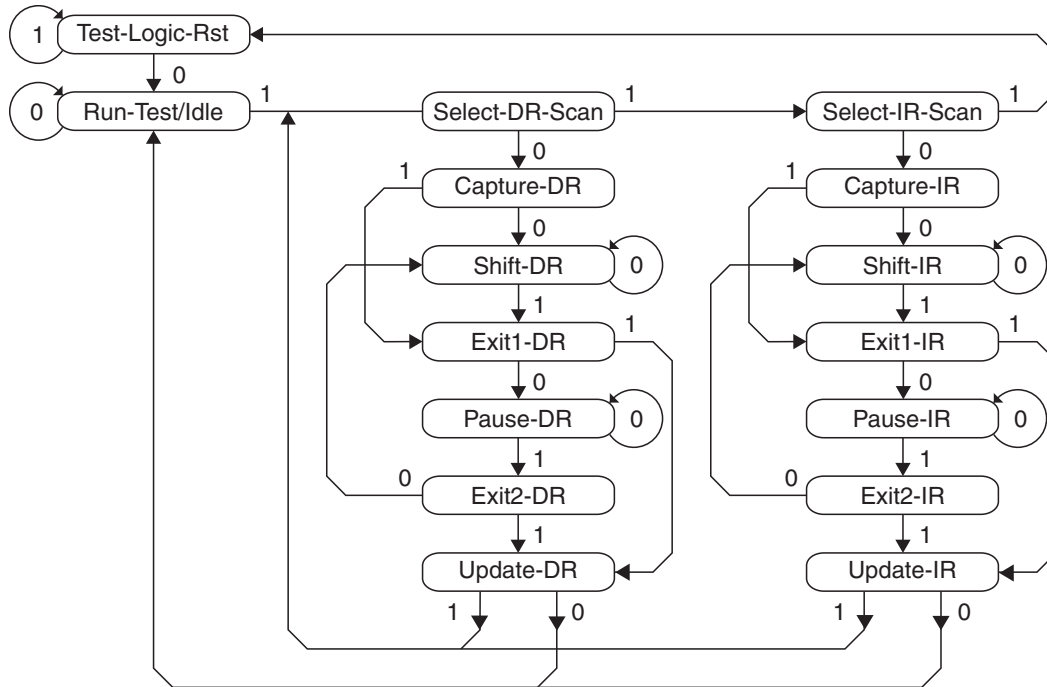 1 Test-Logic-Rst
0
0 Run-Test/Idle 1 Select-DR-Scan 1 Select-IR-Scan 1
0 0
1 Capture-DR 1 Capture-IR
0 0
Shift-DR 0 Shift-IR 0
1 1
Exit1-DR 1 Exit1-IR 1
0 0
Pause-DR 0 Pause-IR 0
1 1
0 Exit2-DR 0 Exit2-IR
1 1
Update-DR Update-IR
1 0 1 0